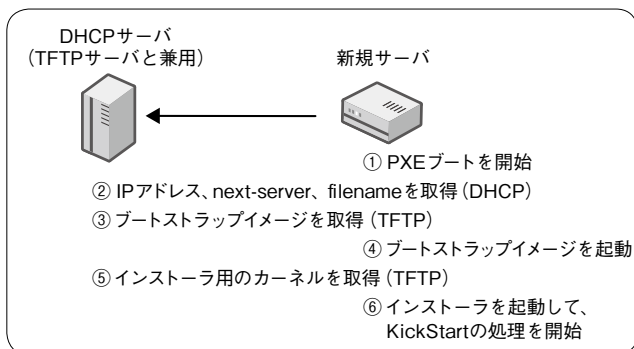 DHCPサーバ
(TFTPサーバと兼用)
新規サーバ
① PXEブートを開始
② IPアドレス、next-server、filenameを取得(DHCP)
③ ブートストラップイメージを取得(TFTP)
④ ブートストラップイメージを起動
⑤ インストーラ用のカーネルを取得(TFTP)
⑥ インストーラを起動して、
KickStartの処理を開始